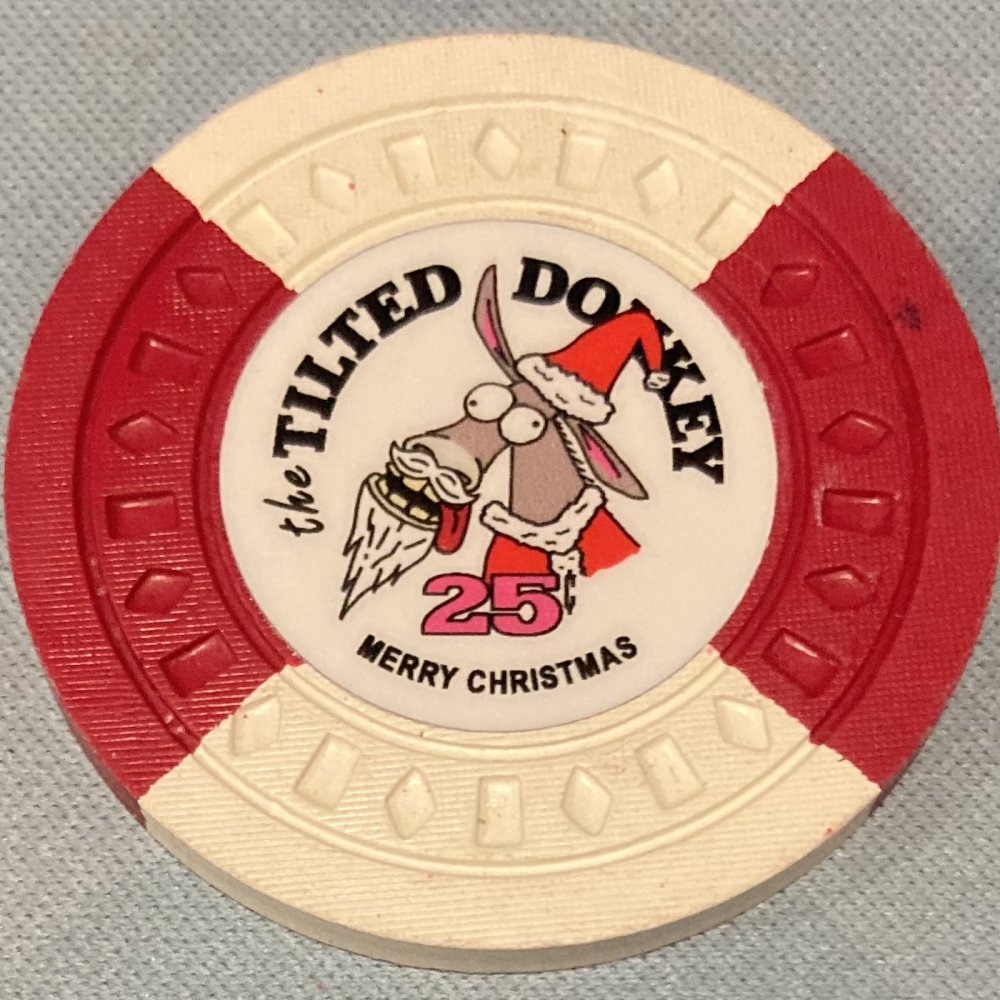 the TILTED DONKEY
25¢
MERRY CHRISTMAS